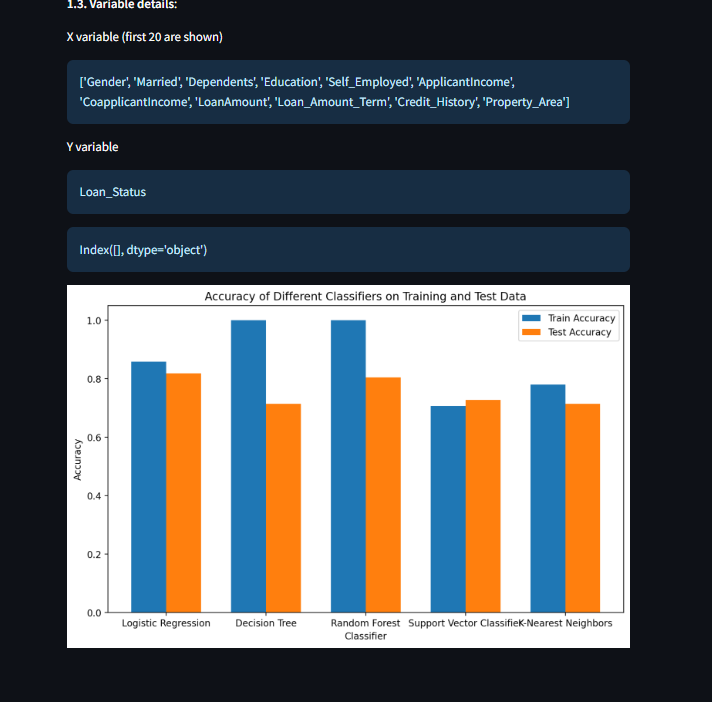 1.3. Variable details:
X variable (first 20 are shown)
['Gender', 'Married', 'Dependents', 'Education', 'Self_Employed', 'ApplicantIncome',
'CoapplicantIncome', 'LoanAmount', 'Loan_Amount_Term', 'Credit_History', 'Property_Area']
Y variable
Loan_Status
Index([], dtype='object')
Accuracy of Different Classifiers on Training and Test Data
Train Accuracy
Test Accuracy
Accuracy
1.0
0.8
0.6
0.4
0.2
0.0
Logistic Regression
Decision Tree
Random Forest
Classifier
Support Vector Classifier
K-Nearest Neighbors